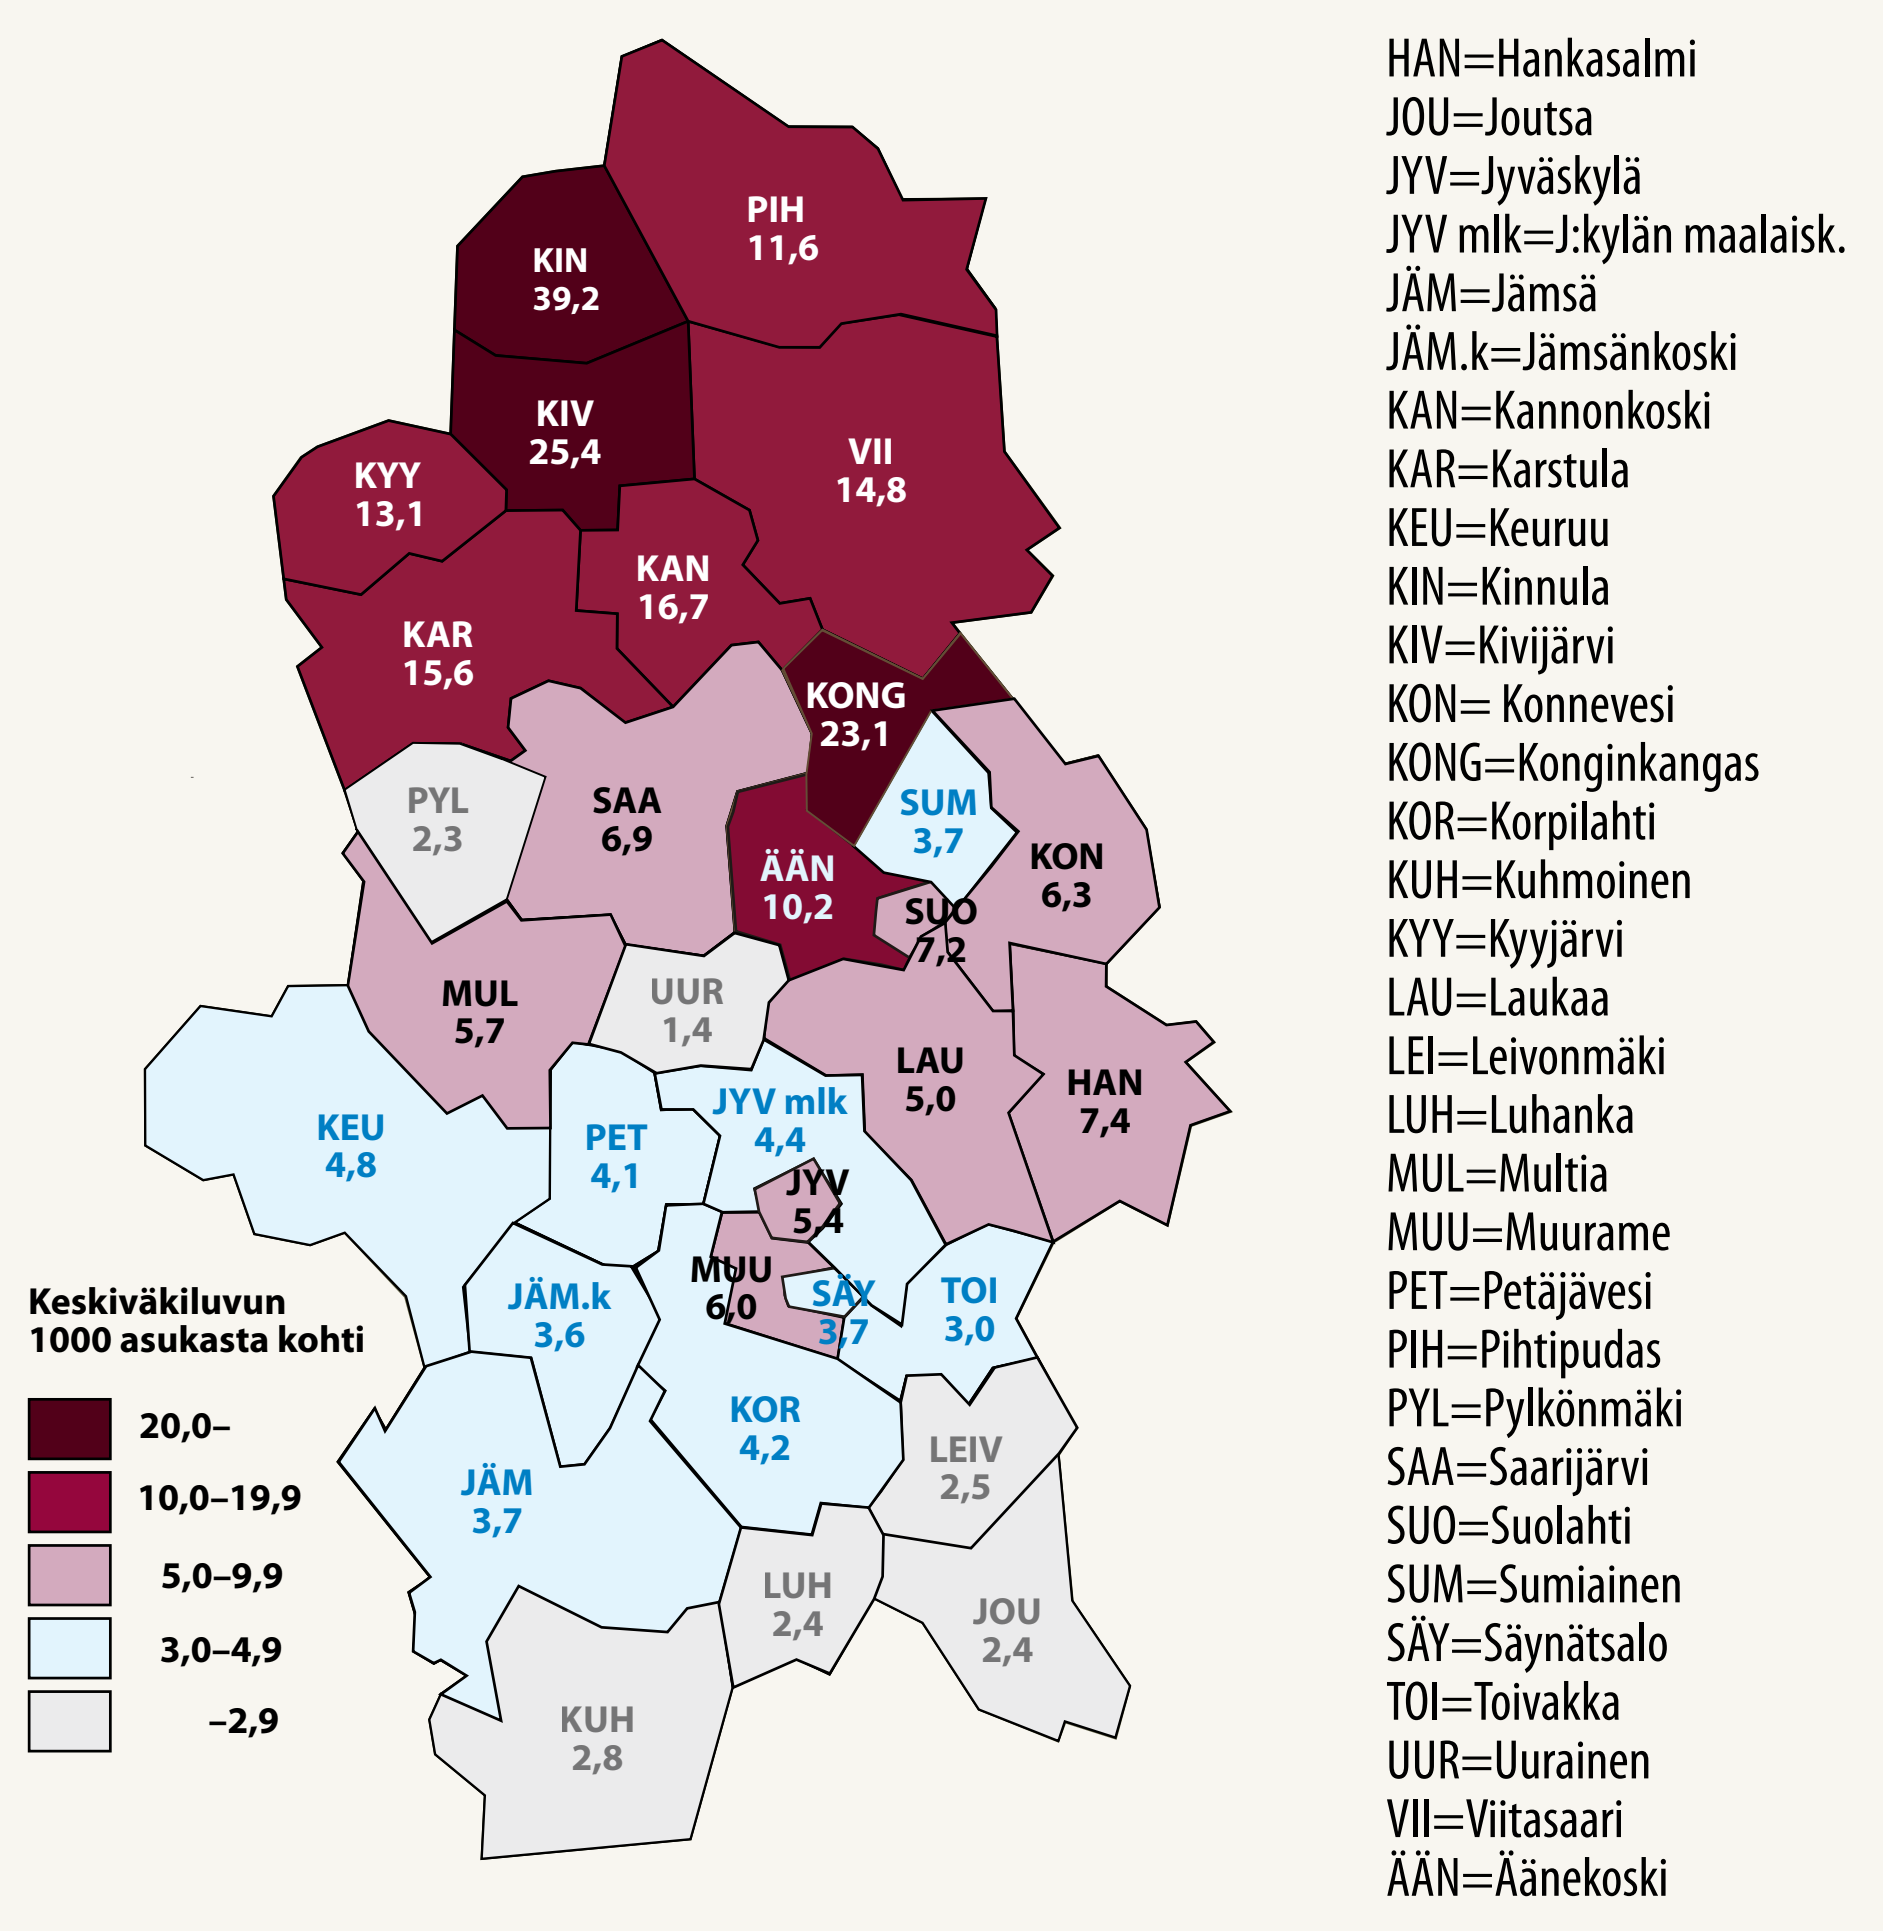 PIH
11,6
KIN
39,2
KIV
25,4
VII
14,8
KYY
13,1
KAN
16,7
KAR
15,6
KONG
23,1
PYL
2,3
SAA
6,9
SUM
3,7
ÄÄN
10,2
KON
6,3
SUO
7,2
MUL
5,7
UUR
1,4
LAU
5,0
HAN
7,4
KEU
4,8
PET
4,1
JYV mlk
4,4
JYV
5,4
MUU
6,0
SÄY
3,7
TOI
3,0
JÄM.k
3,6
KOR
4,2
LEIV
2,5
JÄM
3,7
LUH
2,4
JOU
2,4
KUH
2,8
Keskiväkiluvun
1000 asukasta kohti
20,0–
10,0–19,9
5,0–9,9
3,0–4,9
–2,9
HAN=Hankasalmi
JOU=Joutsa
JYV=Jyväskylä
JYV mlk=J:kylän maalaisk.
JÄM=Jämsä
JÄM.k=Jämsänkoski
KAN=Kannonkoski
KAR=Karstula
KEU=Keuruu
KIN=Kinnula
KIV=Kivijärvi
KON= Konnevesi
KONG=Konginkangas
KOR=Korpilahti
KUH=Kuhmoinen
KYY=Kyyjärvi
LAU=Laukaa
LEI=Leivonmäki
LUH=Luhanka
MUL=Multia
MUU=Muurame
PET=Petäjävesi
PIH=Pihtipudas
PYL=Pylkönmäki
SAA=Saarijärvi
SUO=Suolahti
SUM=Sumiainen
SÄY=Säynätsalo
TOI=Toivakka
UUR=Uurainen
VII=Viitasaari
ÄÄN=Äänekoski